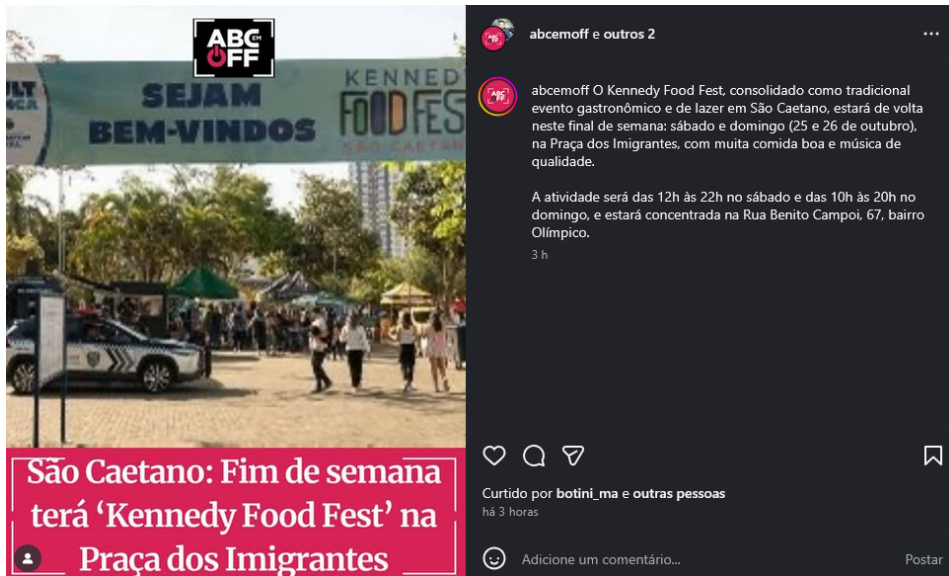 ABC EM
OFF
SEJAM
BEM-VINDOS
KENNEDY
FOOD FES
SÃO CAETANO
São Caetano: Fim de semana
terá ‘Kennedy Food Fest’ na
Praça dos Imigrantes
abcemoff e outros 2
abcemoff O Kennedy Food Fest, consolidado como tradicional
evento gastronômico e de lazer em São Caetano, estará de volta
neste final de semana: sábado e domingo (25 e 26 de outubro),
na Praça dos Imigrantes, com muita comida boa e música de
qualidade.
A atividade será das 12h às 22h no sábado e das 10h às 20h no
domingo, e estará concentrada na Rua Benito Campoi, 67, bairro
Olímpico.
3 h
Curtido por botini_ma e outras pessoas
há 3 horas
Adicione um comentário...
Postar